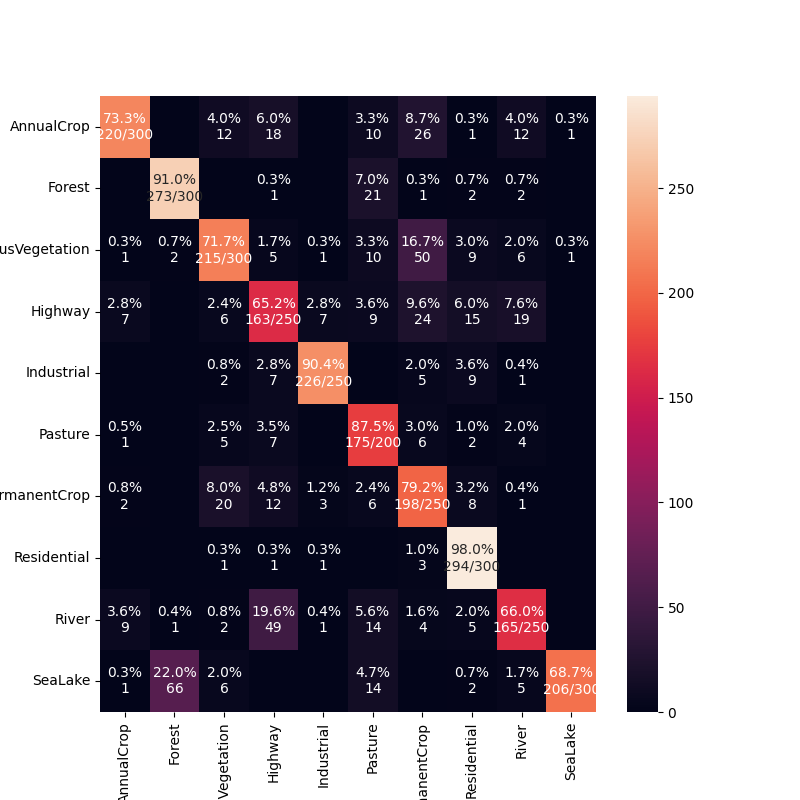 73.3% 4.0% 6.0% 3.3% 8.7% 0.3% 4.0% 0.3%
AnnualCrop
220/300 12 18 10 26 1 12 1
91.0% 0.3% 7.0% 0.3% 0.7% 0.7%
Forest
273/300 1 21 1 2 2
0.3% 0.7% 71.7% 1.7% 0.3% 3.3% 16.7% 3.0% 2.0% 0.3%
usVegetation
1 2 215/300 5 1 10 50 9 6 1
2.8% 2.4% 65.2% 2.8% 3.6% 9.6% 6.0% 7.6%
Highway
7 6 163/250 7 9 24 15 19
0.8% 2.8% 90.4% 2.0% 3.6% 0.4%
Industrial
2 7 226/250 5 9 1
0.5% 2.5% 3.5% 87.5% 3.0% 1.0% 2.0%
Pasture
1 5 7 175/200 6 2 4
0.8% 8.0% 4.8% 1.2% 2.4% 79.2% 3.2% 0.4%
rmanentCrop
2 20 12 3 6 198/250 8 1
0.3% 0.3% 0.3% 1.0% 98.0%
Residential
1 1 1 3 294/300
3.6% 0.4% 0.8% 19.6% 0.4% 5.6% 1.6% 2.0% 66.0%
River
9 1 2 49 1 14 4 5 165/250
0.3% 22.0% 2.0% 4.7% 0.7% 1.7% 68.7%
SeaLake
1 66 6 14 2 5 206/300
AnnualCrop
Forest
Vegetation
Highway
Industrial
Pasture
nanentCrop
Residential
River
SeaLake
250
200
150
100
50
0